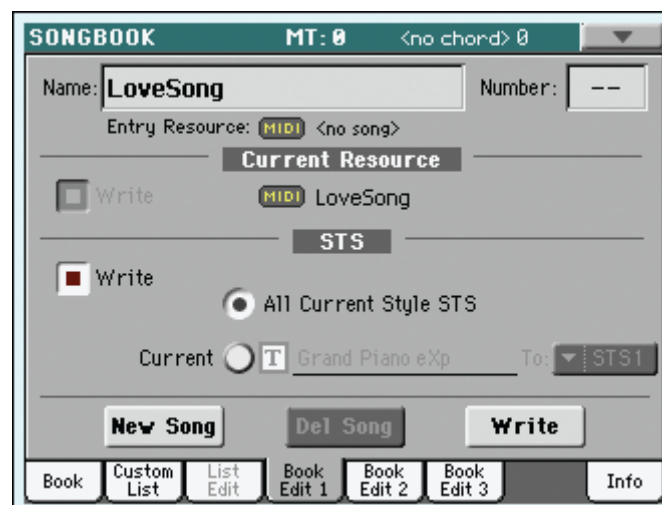 SONGBOOK MT: 0 <no chord> 0
Name: LoveSong Number: --
Entry Resource: MIDI <no song>
Current Resource
Write MIDI LoveSong
STS
Write
All Current Style STS
Current T Grand Piano eXp To: STS1
New Song Del Song Write
Book Custom List List Edit Book Edit 1 Book Edit 2 Book Edit 3 Info